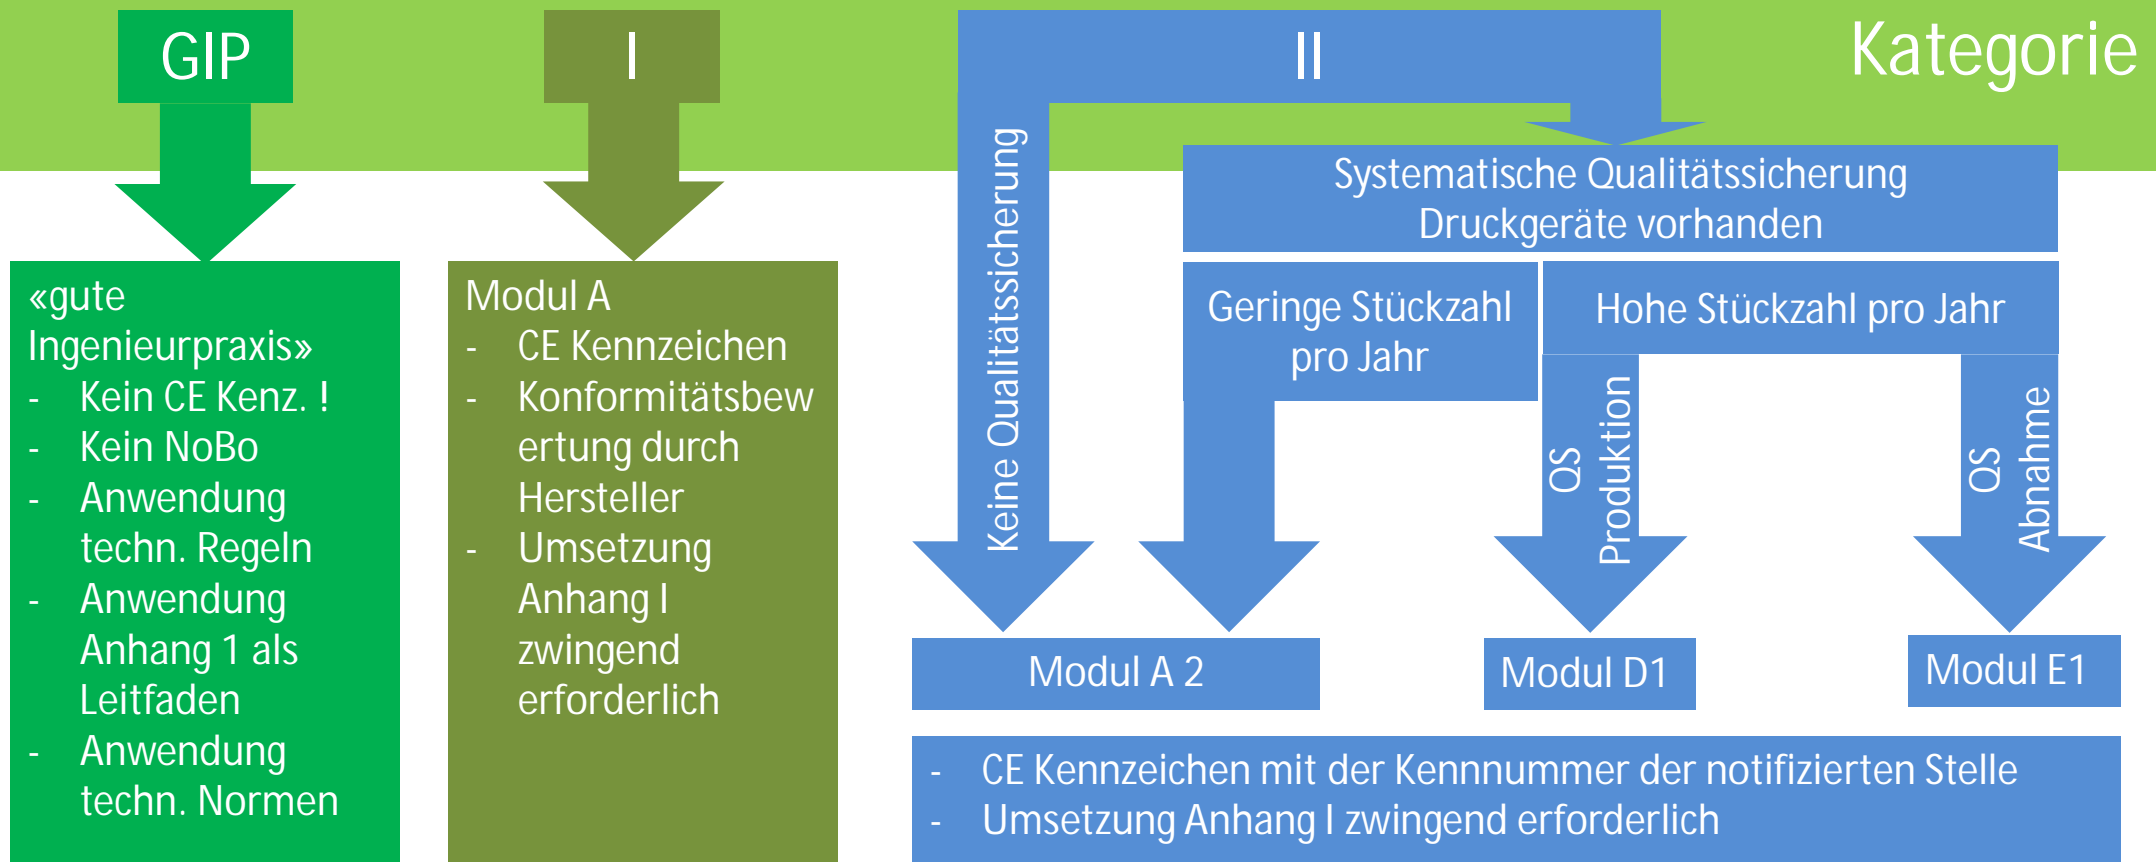 GIP
I
II
Kategorie
«gute
Ingenieurpraxis»
- Kein CE Kenz. !
- Kein NoBo
- Anwendung
techn. Regeln
- Anwendung
Anhang 1 als
Leitfaden
- Anwendung
techn. Normen
Modul A
- CE Kennzeichen
- Konformitätsbew
ertung durch
Hersteller
- Umsetzung
Anhang I
zwingend
erforderlich
Keine Qualitätssicherung
Systematische Qualitätssicherung
Druckgeräte vorhanden
Geringe Stückzahl
pro Jahr
Hohe Stückzahl pro Jahr
QS
Produktion
QS
Abnahme
Modul A 2
Modul D1
Modul E1
- CE Kennzeichen mit der Kennnummer der notifizierten Stelle
- Umsetzung Anhang I zwingend erforderlich